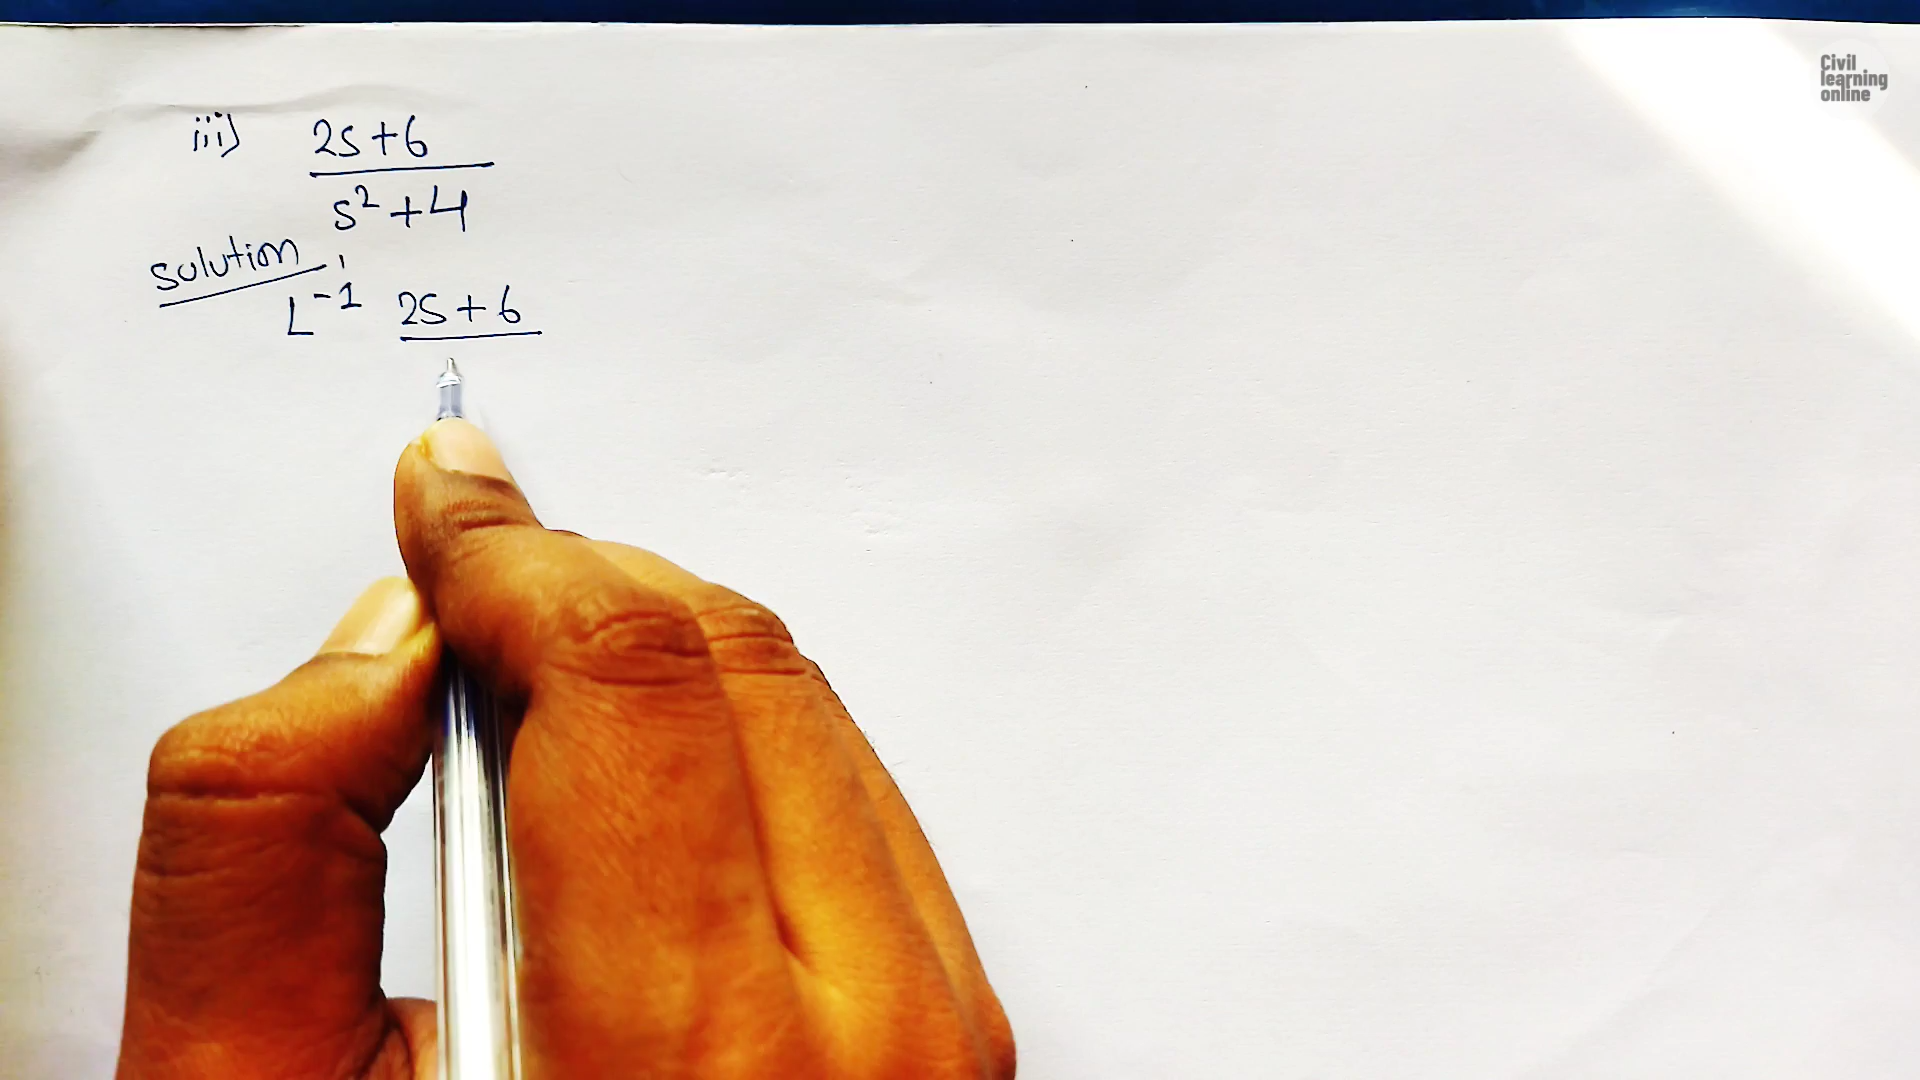 iii) 2s+6
s² +4
solution
L⁻¹ 2s + 6
Civil
learning
online